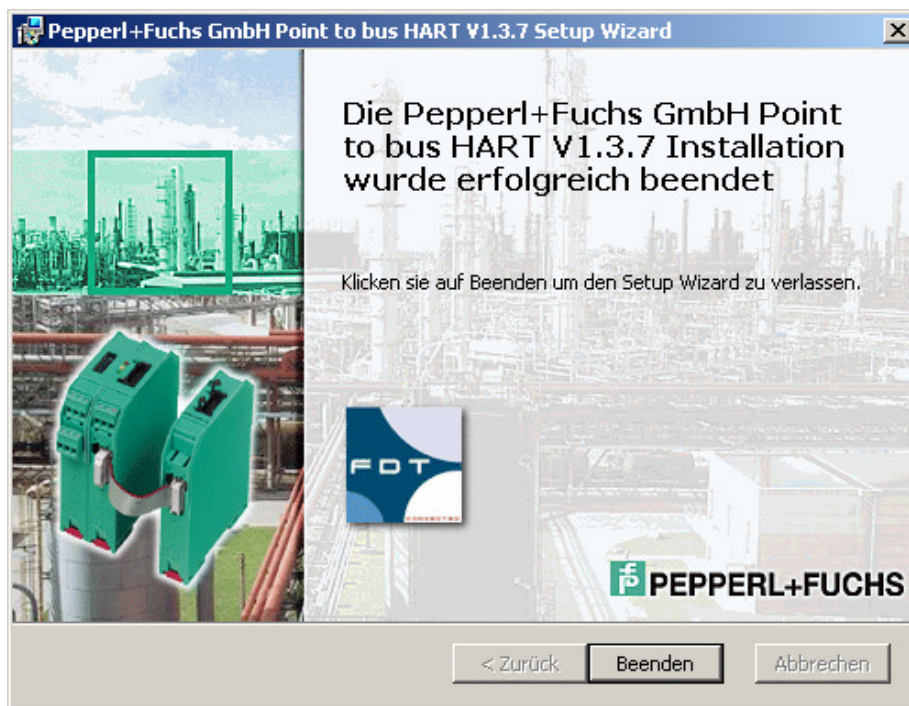 Pepperl+Fuchs GmbH Point to bus HART V1.3.7 Setup Wizard
Die Pepperl+Fuchs GmbH Point
to bus HART V1.3.7 Installation
wurde erfolgreich beendet
Klicken sie auf Beenden um den Setup Wizard zu verlassen.
FDT
CONNECTED
PEPPERL+FUCHS
< Zurück
Beenden
Abbrechen